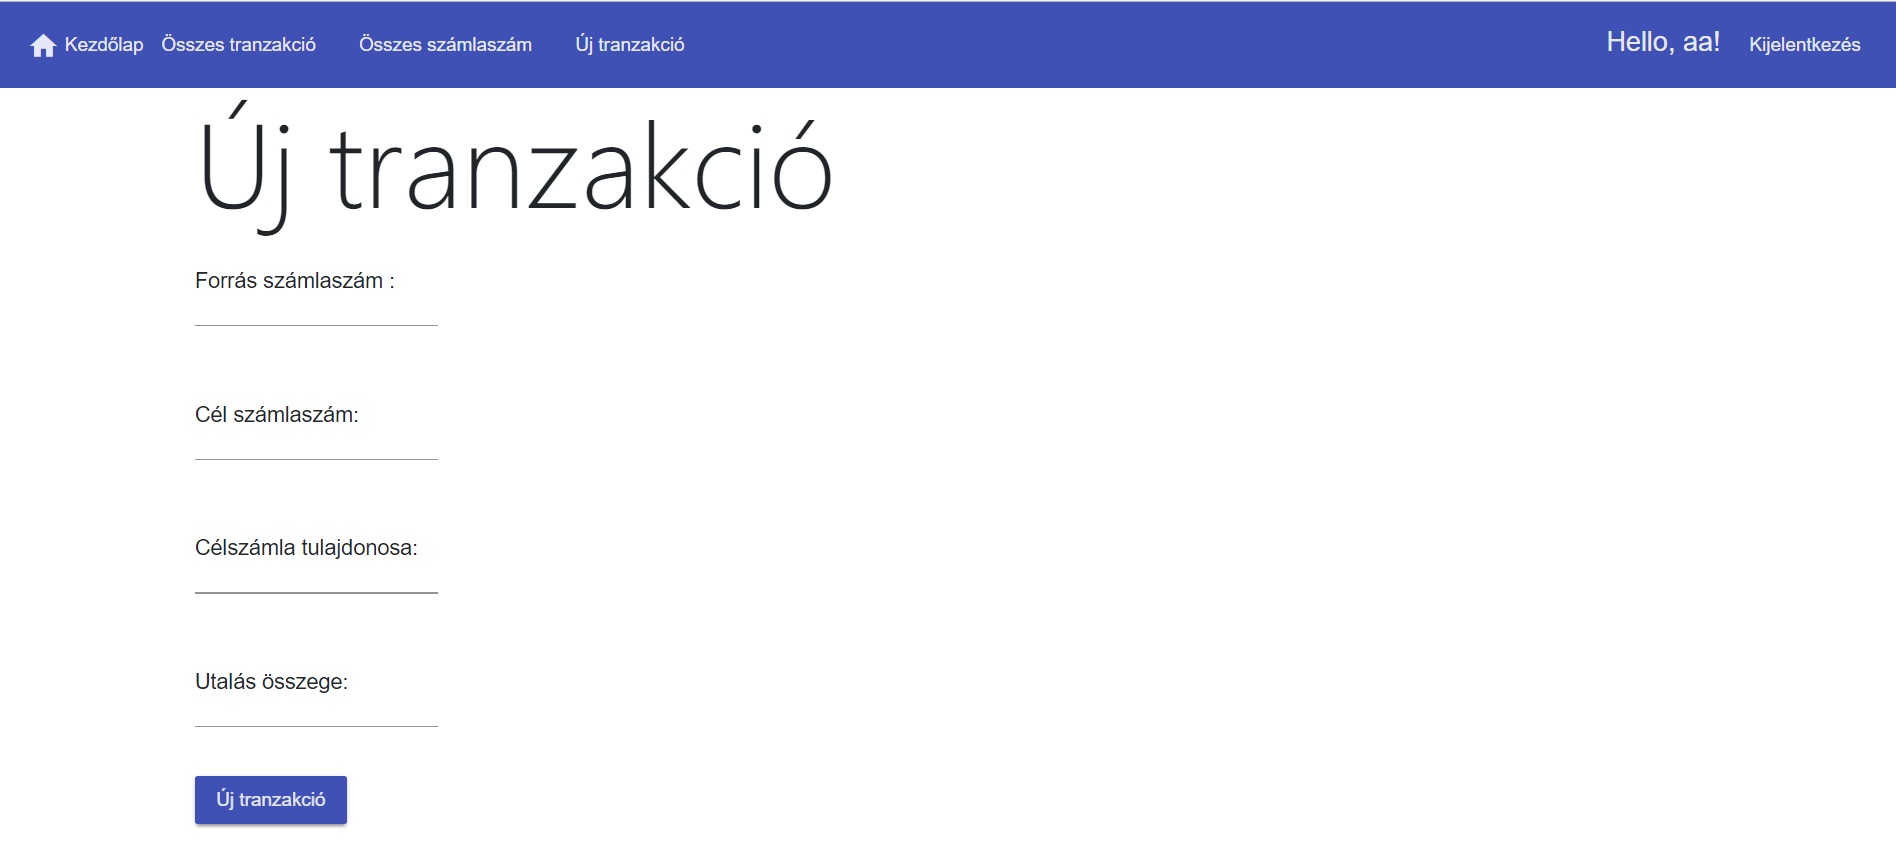 Kezdőlap Összes tranzakció Összes számlaszám Új tranzakció Hello, aa! Kijelentkezés
Új tranzakció
Forrás számlaszám :
Cél számlaszám:
Célszámla tulajdonosa:
Utalás összege:
Új tranzakció